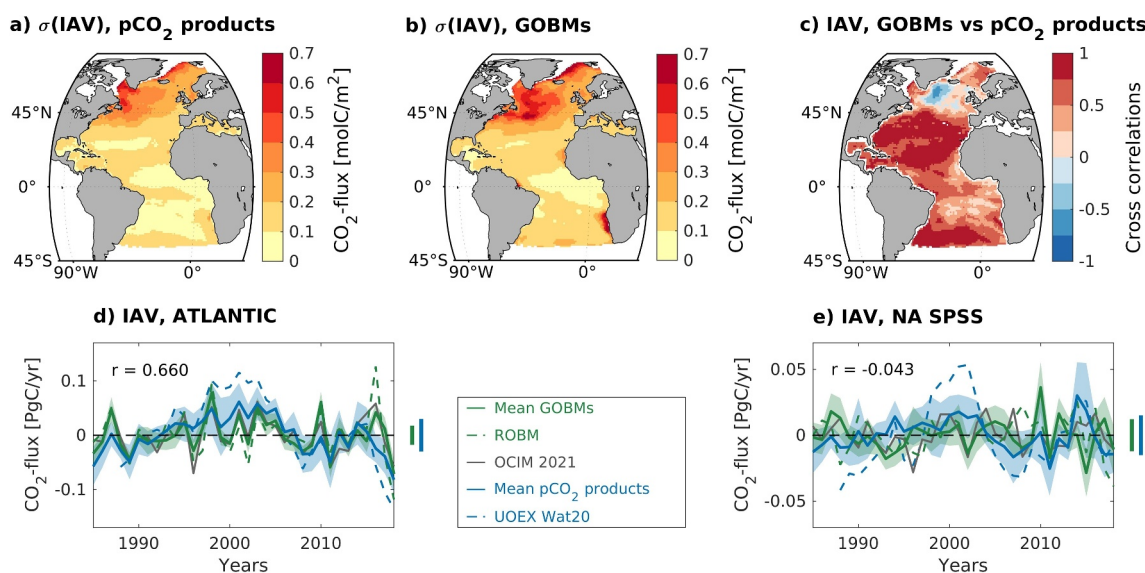 a) σ(IAV), pCO₂ products
b) σ(IAV), GOBMs
c) IAV, GOBMs vs pCO₂ products
45°N
0°
45°S
90°W
0°
0.7
0.6
0.5
0.4
0.3
0.2
0.1
0
CO₂-flux [molC/m²]
45°N
0°
45°S
90°W
0°
0.7
0.6
0.5
0.4
0.3
0.2
0.1
0
CO₂-flux [molC/m²]
45°N
0°
45°S
90°W
0°
1
0.5
0
-0.5
-1
Cross correlations
d) IAV, ATLANTIC
r = 0.660
CO₂-flux [PgC/yr]
0.1
0
-0.1
1990
2000
2010
Years
Mean GOBMs
ROBM
OCIM 2021
Mean pCO₂ products
UOEX Wat20
e) IAV, NA SPSS
r = -0.043
CO₂-flux [PgC/yr]
0.05
0
-0.05
1990
2000
2010
Years